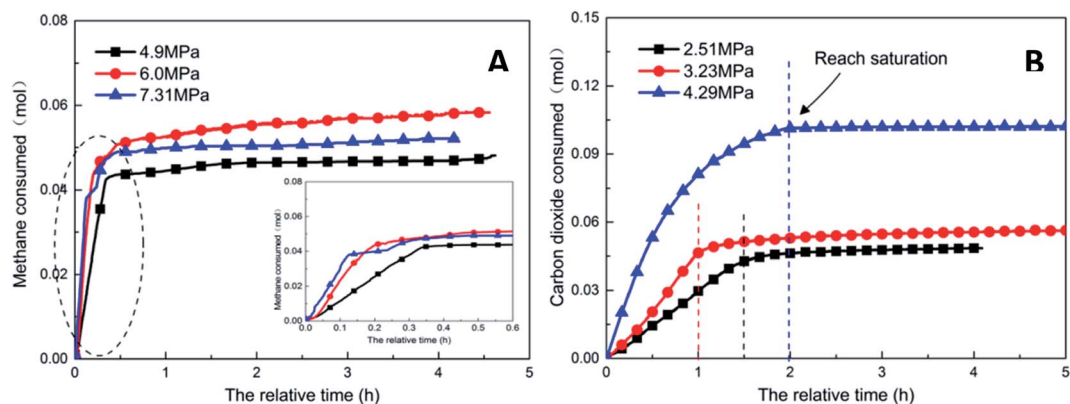 A
4.9MPa
6.0MPa
7.31MPa
Methane consumed（mol）
0.08
0.06
0.04
0.02
0.00
0
1
2
3
4
5
The relative time (h)
Methane consumed（mol）
0.08
0.06
0.04
0.02
0.00
0.0
0.1
0.2
0.3
0.4
0.5
0.6
The relative time (h)
B
2.51MPa
3.23MPa
4.29MPa
Reach saturation
Carbon dioxide consumed（mol）
0.15
0.12
0.09
0.06
0.03
0.00
0
1
2
3
4
5
The relative time (h)